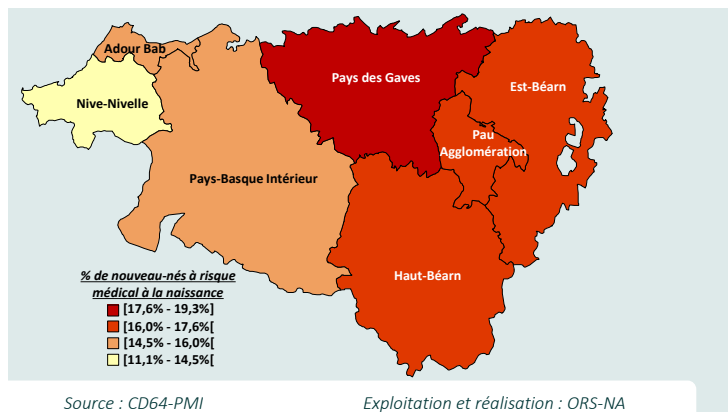 Adour Bab
Nive-Nivelle
Pays des Gaves
Est-Béarn
Pau
Agglomération
Pays-Basque Intérieur
Haut-Béarn
% de nouveau-nés à risque
médical à la naissance
[17,6% - 19,3%]
[16,0% - 17,6%[
[14,5% - 16,0%[
[11,1% - 14,5%[
Source : CD64-PMI
Exploitation et réalisation : ORS-NA